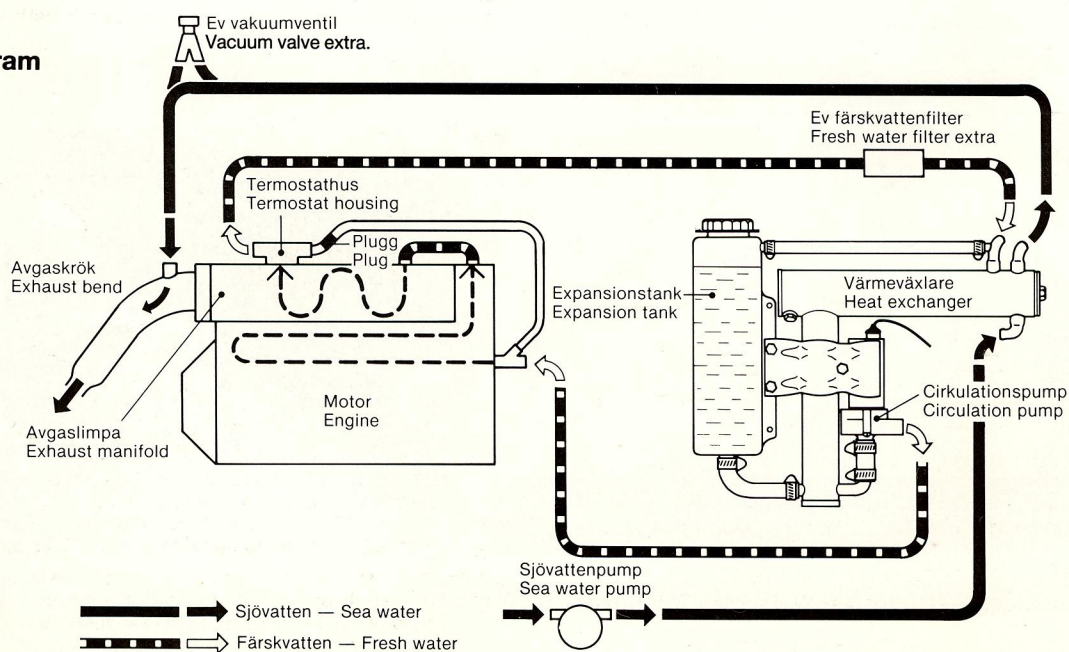 ram
Ev vakuumventil
Vacuum valve extra.
Ev färskvattenfilter
Fresh water filter extra
Termostathus
Termostat housing
Plugg
Plug
Avgaskrök
Exhaust bend
Expansionstank
Expansion tank
Värmeväxlare
Heat exchanger
Motor
Engine
Cirkulationspump
Circulation pump
Avgaslimpa
Exhaust manifold
Sjövattenpump
Sea water pump
Sjövatten — Sea water
Färskvatten — Fresh water